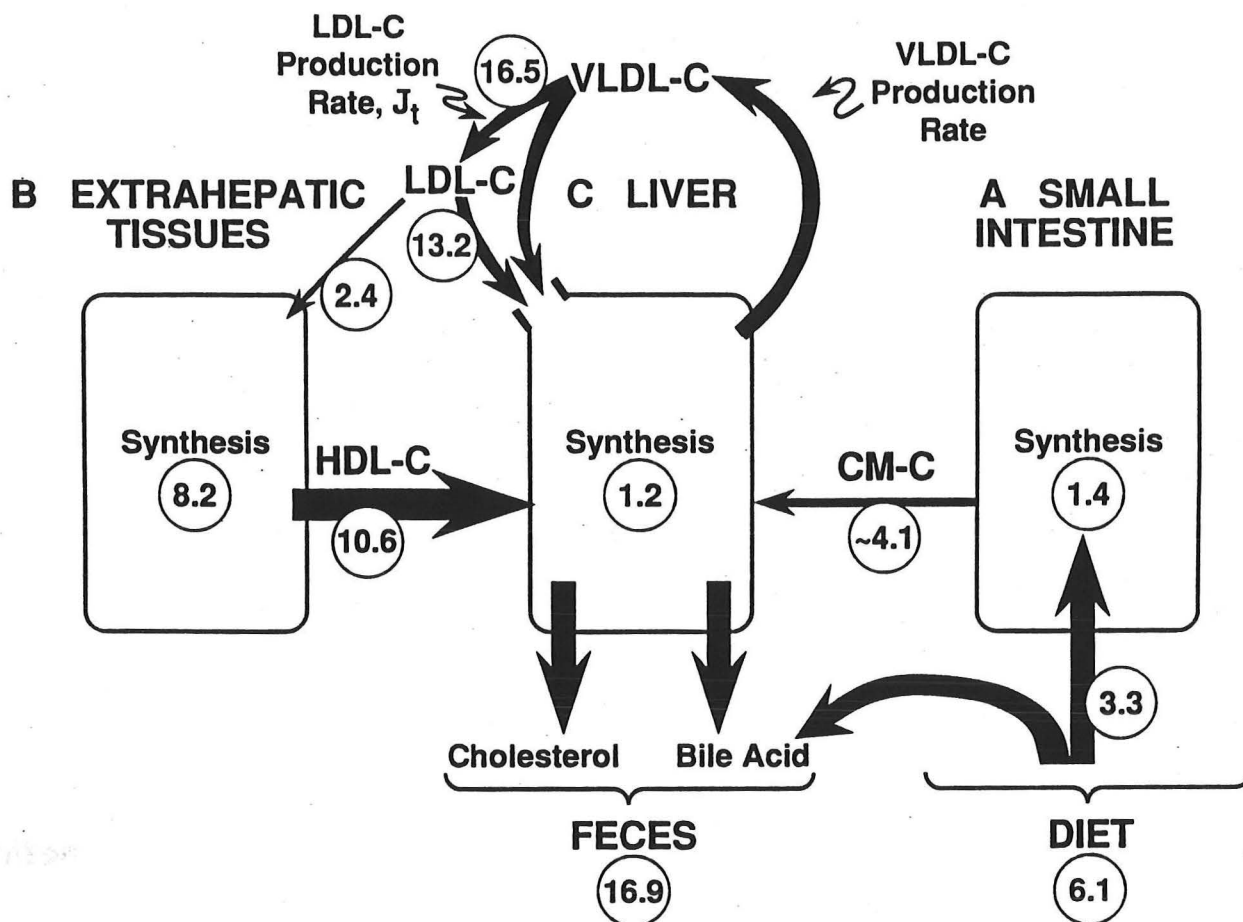 LDL-C
Production
Rate, Jt
16.5
VLDL-C
VLDL-C
Production
Rate
B EXTRAHEPATIC
TISSUES
LDL-C
C LIVER
A SMALL
INTESTINE
13.2
2.4
Synthesis
8.2
HDL-C
10.6
Synthesis
1.2
CM-C
~4.1
Synthesis
1.4
3.3
Cholesterol
Bile Acid
FECES
16.9
DIET
6.1